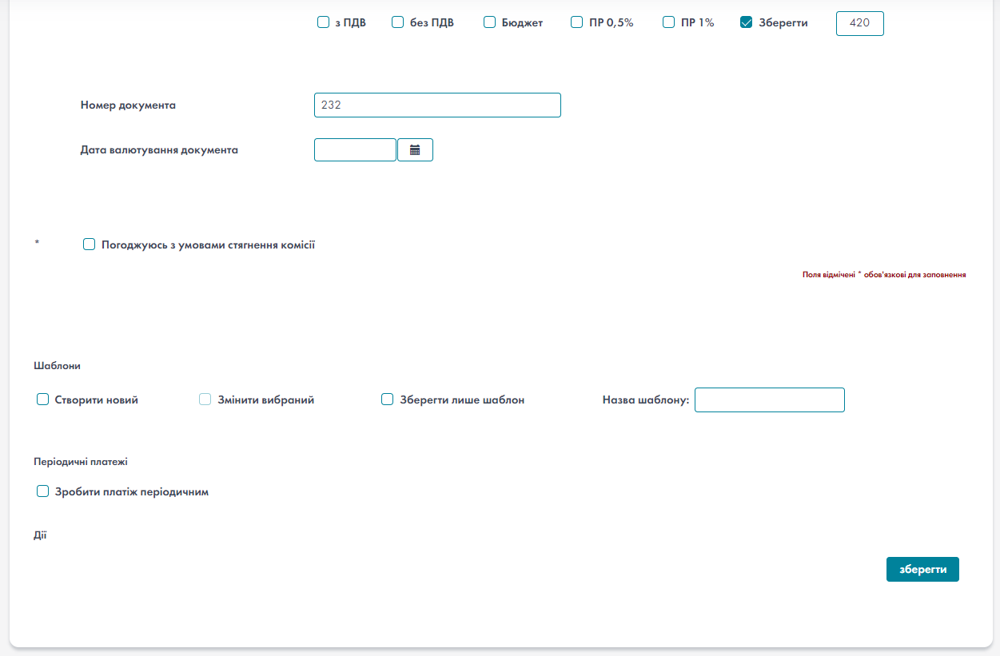 з ПДВ без ПДВ Бюджет ПР 0,5% ПР 1% Зберегти 420
Номер документа 232
Дата валютування документа
* Погоджуюсь з умовами стягнення комісії
Поля відмічені * обов'язкові для заповнення
Шаблони
Створити новий Змінити вибраний Зберегти лише шаблон Назва шаблону:
Періодичні платежі
Зробити платіж періодичним
Дії
зберегти